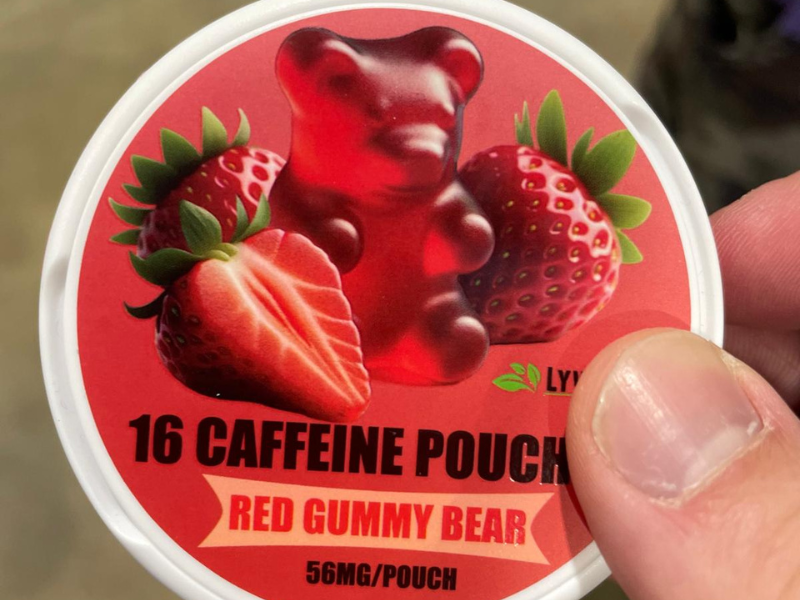 16 CAFFEINE POUCH
RED GUMMY BEAR
56MG/POUCH